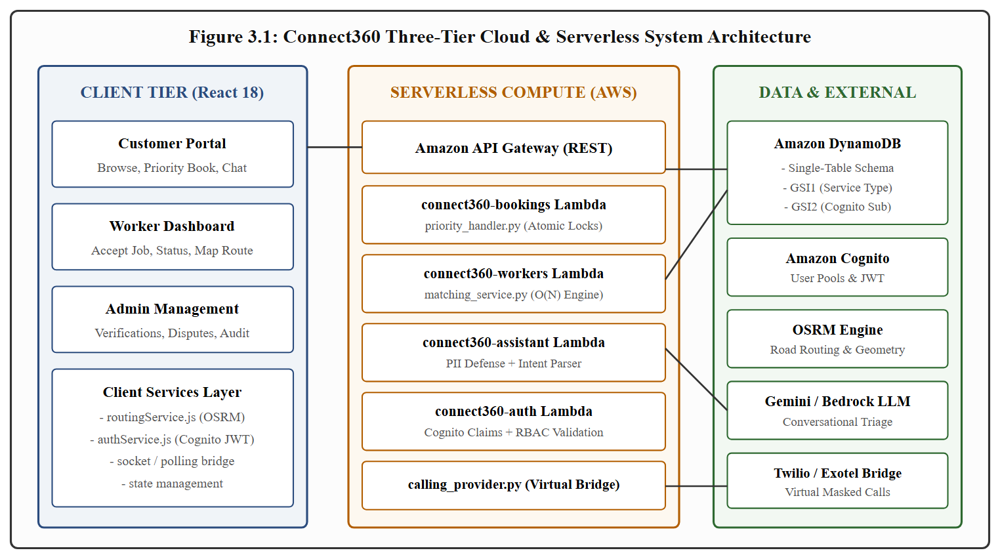 Figure 3.1: Connect360 Three-Tier Cloud & Serverless System Architecture
CLIENT TIER (React 18)
Customer Portal
Browse, Priority Book, Chat
Worker Dashboard
Accept Job, Status, Map Route
Admin Management
Verifications, Disputes, Audit
Client Services Layer
- routingService.js (OSRM)
- authService.js (Cognito JWT)
- socket / polling bridge
- state management
SERVERLESS COMPUTE (AWS)
Amazon API Gateway (REST)
connect360-bookings Lambda
priority_handler.py (Atomic Locks)
connect360-workers Lambda
matching_service.py (O(N) Engine)
connect360-assistant Lambda
PII Defense + Intent Parser
connect360-auth Lambda
Cognito Claims + RBAC Validation
calling_provider.py (Virtual Bridge)
DATA & EXTERNAL
Amazon DynamoDB
- Single-Table Schema
- GSI1 (Service Type)
- GSI2 (Cognito Sub)
Amazon Cognito
User Pools & JWT
OSRM Engine
Road Routing & Geometry
Gemini / Bedrock LLM
Conversational Triage
Twilio / Exotel Bridge
Virtual Masked Calls